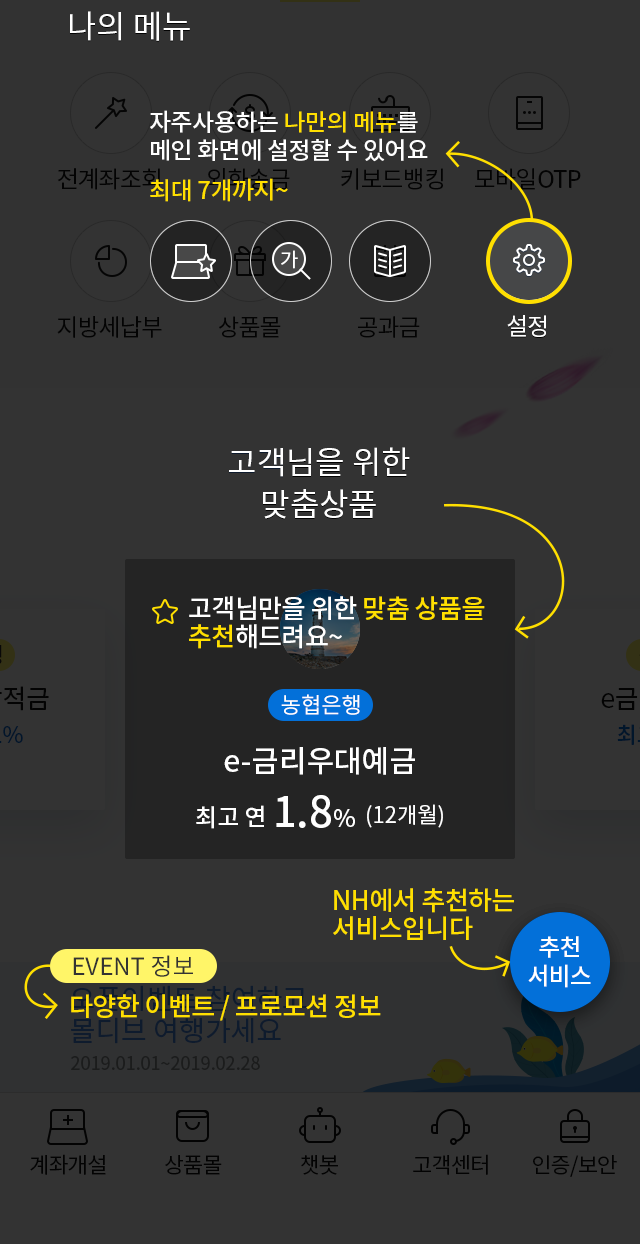 나의 메뉴
자주사용하는 나만의 메뉴를
메인 화면에 설정할 수 있어요
전계좌조회 외화송금 키보드뱅킹 모바일OTP
최대 7개까지~
가
지방세납부 상품몰 공과금 설정
고객님을 위한
맞춤상품
고객님만을 위한 맞춤 상품을
추천해드려요~
적금
%
농협은행
e-금리우대예금
최고 연 1.8% (12개월)
e금
최
NH에서 추천하는
서비스입니다
추천
서비스
EVENT 정보
다양한 이벤트 / 프로모션 정보
몰디브 여행가세요
2019.01.01~2019.02.28
계좌개설 상품몰 챗봇 고객센터 인증/보안